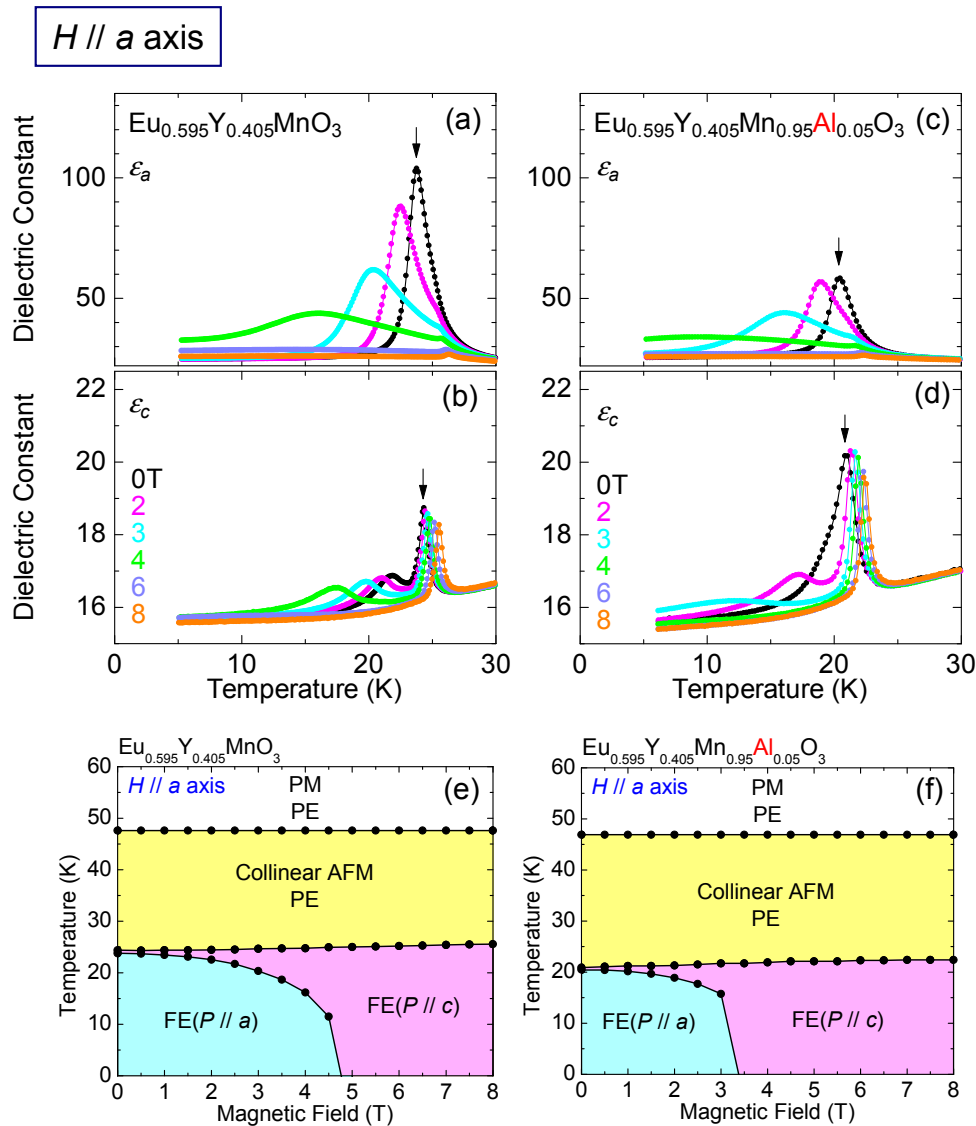 H // a axis
Eu0.595Y0.405MnO3
(a)
εa
Dielectric Constant
100
50
Eu0.595Y0.405Mn0.95Al0.05O3
(c)
εa
Dielectric Constant
100
50
(b)
εc
Dielectric Constant
22
20
18
16
0T
2
3
4
6
8
0 10 20 30
Temperature (K)
(d)
εc
Dielectric Constant
22
20
18
16
0T
2
3
4
6
8
0 10 20 30
Temperature (K)
Eu0.595Y0.405MnO3
H // a axis
(e)
PM
PE
Collinear AFM
PE
FE(P // a)
FE(P // c)
Temperature (K)
60
50
40
30
20
10
0
0 1 2 3 4 5 6 7 8
Magnetic Field (T)
Eu0.595Y0.405Mn0.95Al0.05O3
H // a axis
(f)
PM
PE
Collinear AFM
PE
FE(P // a)
FE(P // c)
Temperature (K)
60
50
40
30
20
10
0
0 1 2 3 4 5 6 7 8
Magnetic Field (T)